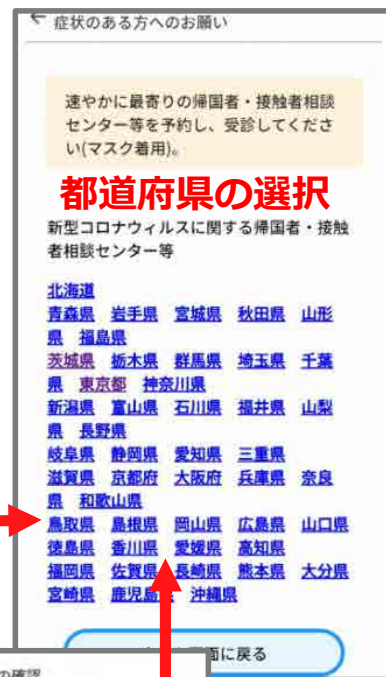 ← 症状のある方へのお願い
速やかに最寄りの帰国者・接触者相談
センター等を予約し、受診してくださ
い(マスク着用)。
都道府県の選択
新型コロナウィルスに関する帰国者・接触
者相談センター等
北海道
青森県 岩手県 宮城県 秋田県 山形
県 福島県
茨城県 栃木県 群馬県 埼玉県 千葉
県 東京都 神奈川県
新潟県 富山県 石川県 福井県 山梨
県 長野県
岐阜県 静岡県 愛知県 三重県
滋賀県 京都府 大阪府 兵庫県 奈良
県 和歌山県
鳥取県 島根県 岡山県 広島県 山口県
徳島県 香川県 愛媛県 高知県
福岡県 佐賀県 長崎県 熊本県 大分県
宮崎県 鹿児島 沖縄県
面に戻る
の確認